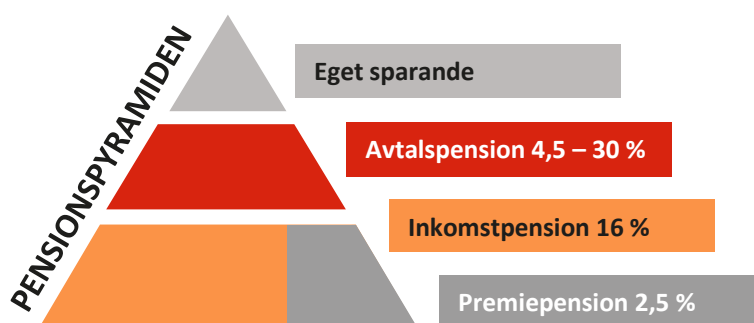 PENSIONSPYRAMIDEN
Eget sparande
Avtalspension 4,5 – 30 %
Inkomstpension 16 %
Premiepension 2,5 %